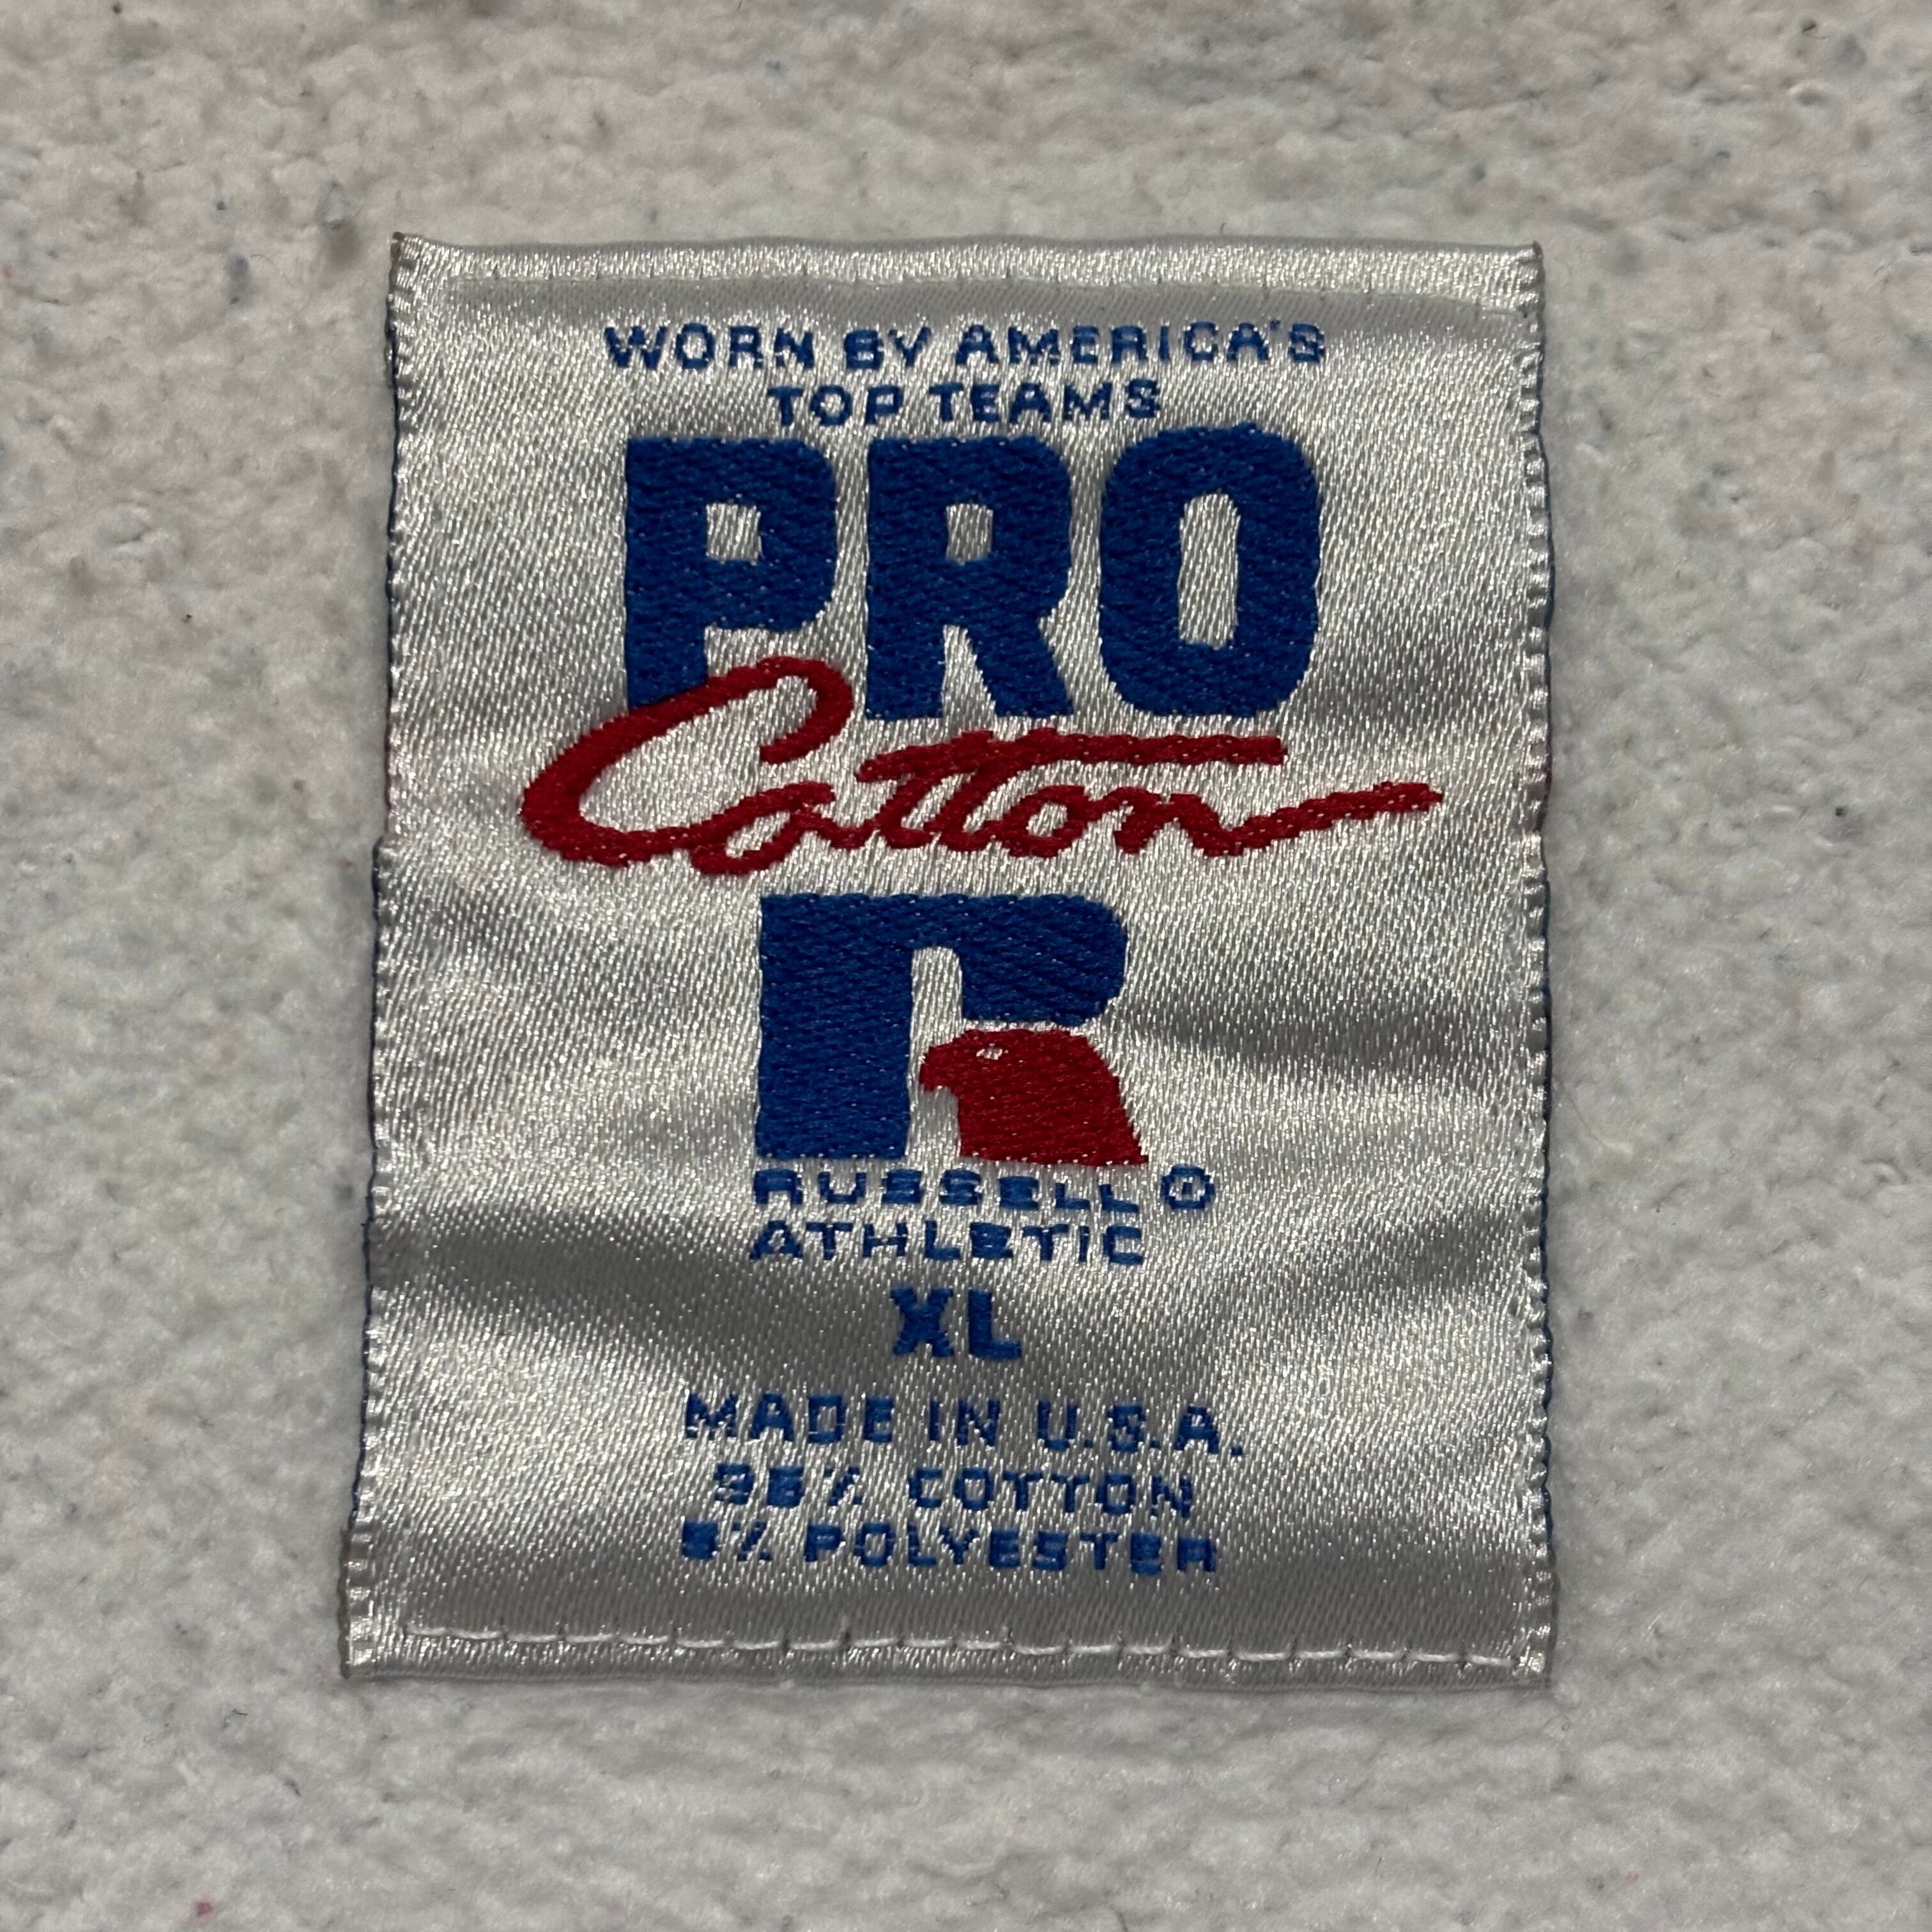 WORN BY AMERICA'S
TOP TEAMS
PRO
Cotton
R
RUSSELL®
ATHLETIC
XL
MADE IN U.S.A.
95% COTTON
5% POLYESTER